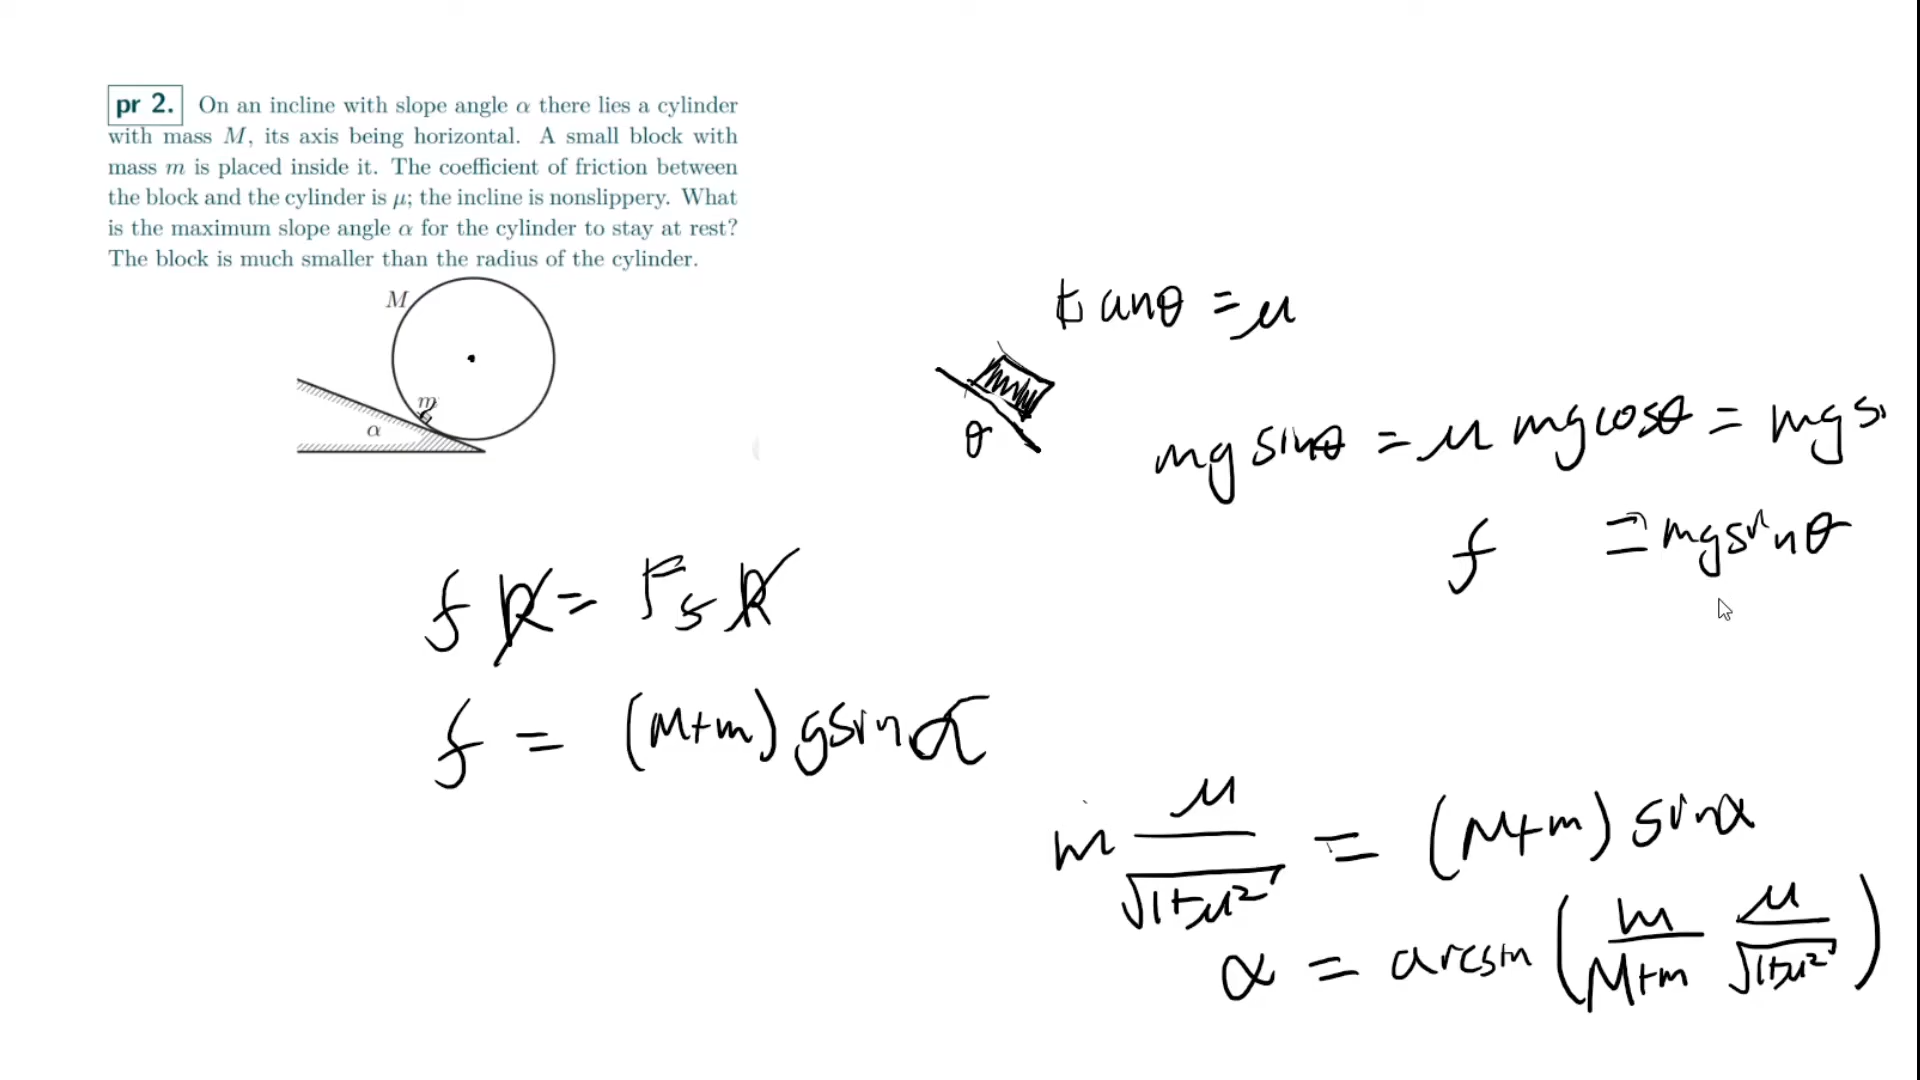 pr 2. On an incline with slope angle α there lies a cylinder
with mass M, its axis being horizontal. A small block with
mass m is placed inside it. The coefficient of friction between
the block and the cylinder is μ; the incline is nonslippery. What
is the maximum slope angle α for the cylinder to stay at rest?
The block is much smaller than the radius of the cylinder.
M
m
α
tanθ = μ
θ
mg sinθ = μ mg cosθ = mg si
f = mg sinθ
f R = Fs R
f = (M+m) g sin α
m μ/√(1+μ²) = (M+m) sin α
α = arcsin (m/(M+m) μ/√(1+μ²))